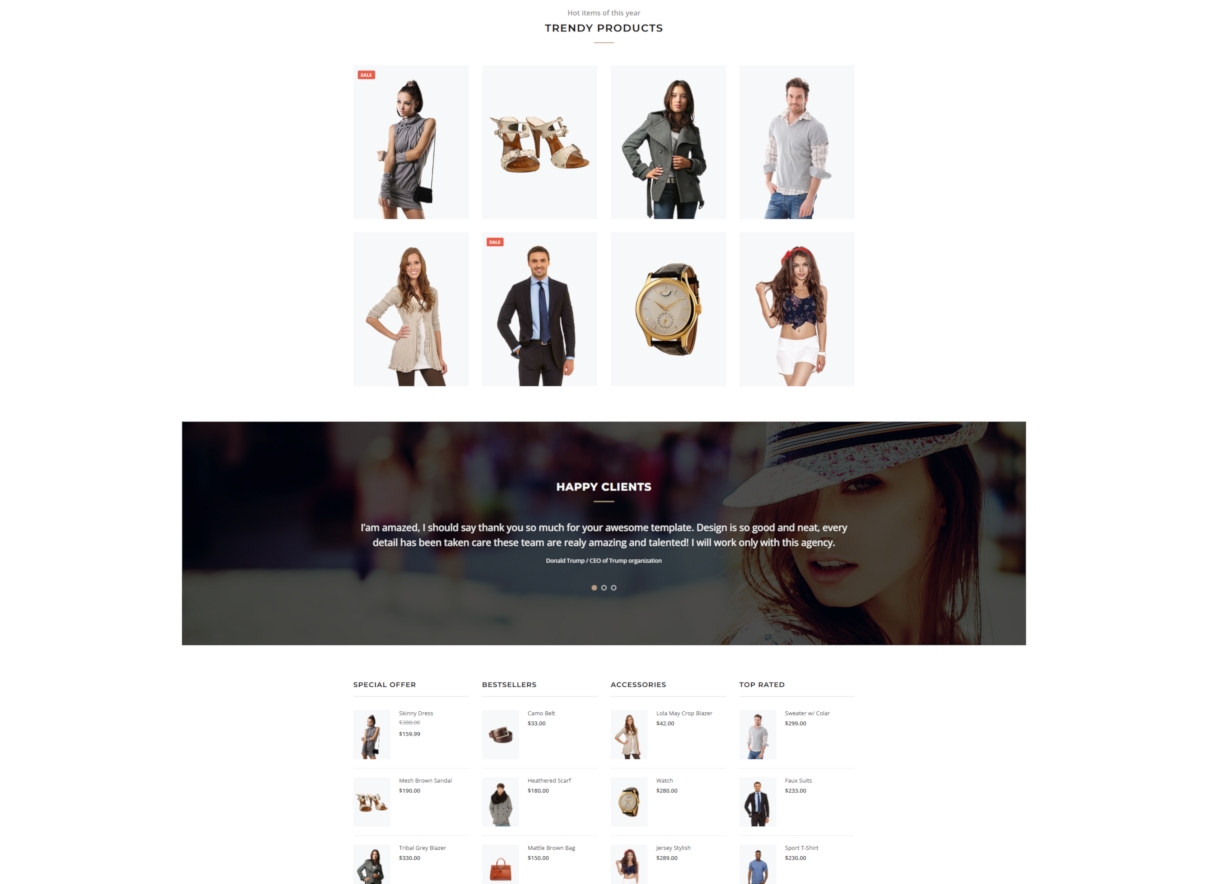 Hot items of this year
TRENDY PRODUCTS
SALE
SALE
HAPPY CLIENTS
I'am amazed, I should say thank you so much for your awesome template. Design is so good and neat, every
detail has been taken care these team are realy amazing and talented! I will work only with this agency.
Donald Trump / CEO of Trump organization
SPECIAL OFFER
Skinny Dress
$300.00
$159.99
Mesh Brown Sandal
$190.00
Tribal Grey Blazer
$330.00
BESTSELLERS
Camo Belt
$33.00
Heathered Scarf
$180.00
Mattle Brown Bag
$150.00
ACCESSORIES
Lola May Crop Blazer
$42.00
Watch
$280.00
Jersey Stylish
$289.00
TOP RATED
Sweater w/ Colar
$299.00
Faux Suits
$233.00
Sport T-Shirt
$230.00